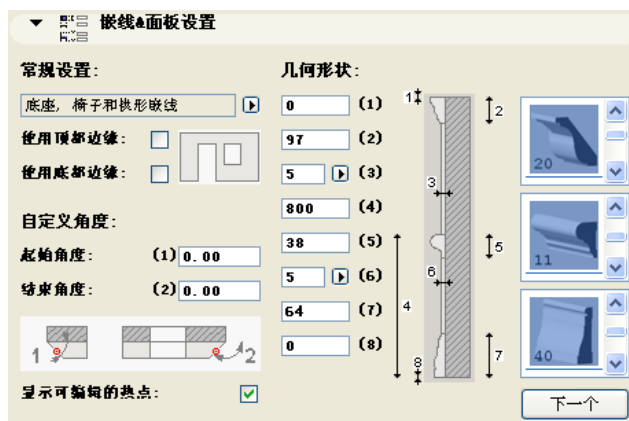 嵌线&面板设置
常规设置:
底座, 椅子和拱形嵌线
使用顶部边缘:
使用底部边缘:
自定义角度:
起始角度: (1) 0.00
结束角度: (2) 0.00
1 2
显示可编辑的热点:
几何形状:
0 (1)
97 (2)
5 (3)
800 (4)
38 (5)
5 (6)
64 (7)
0 (8)
1 2
3
5
6
4
7
8
20
11
40
下一个